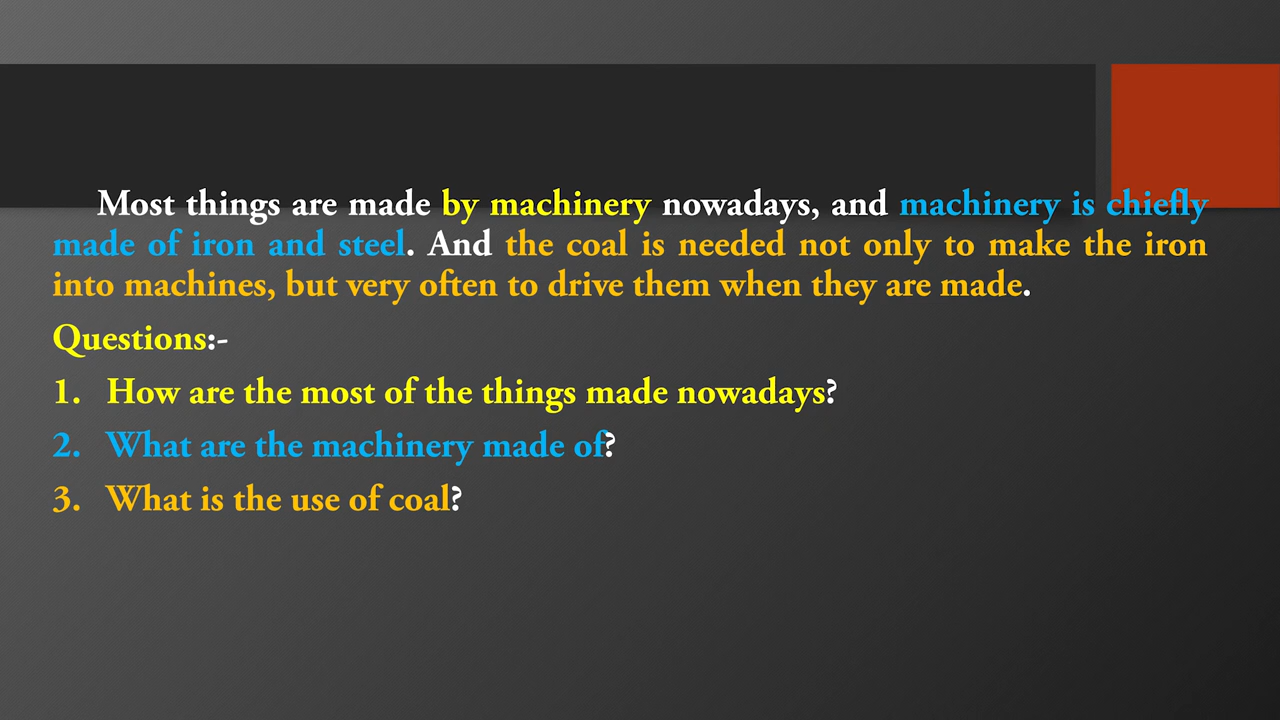 Most things are made by machinery nowadays, and machinery is chiefly
made of iron and steel. And the coal is needed not only to make the iron
into machines, but very often to drive them when they are made.
Questions:-
1. How are the most of the things made nowadays?
2. What are the machinery made of?
3. What is the use of coal?